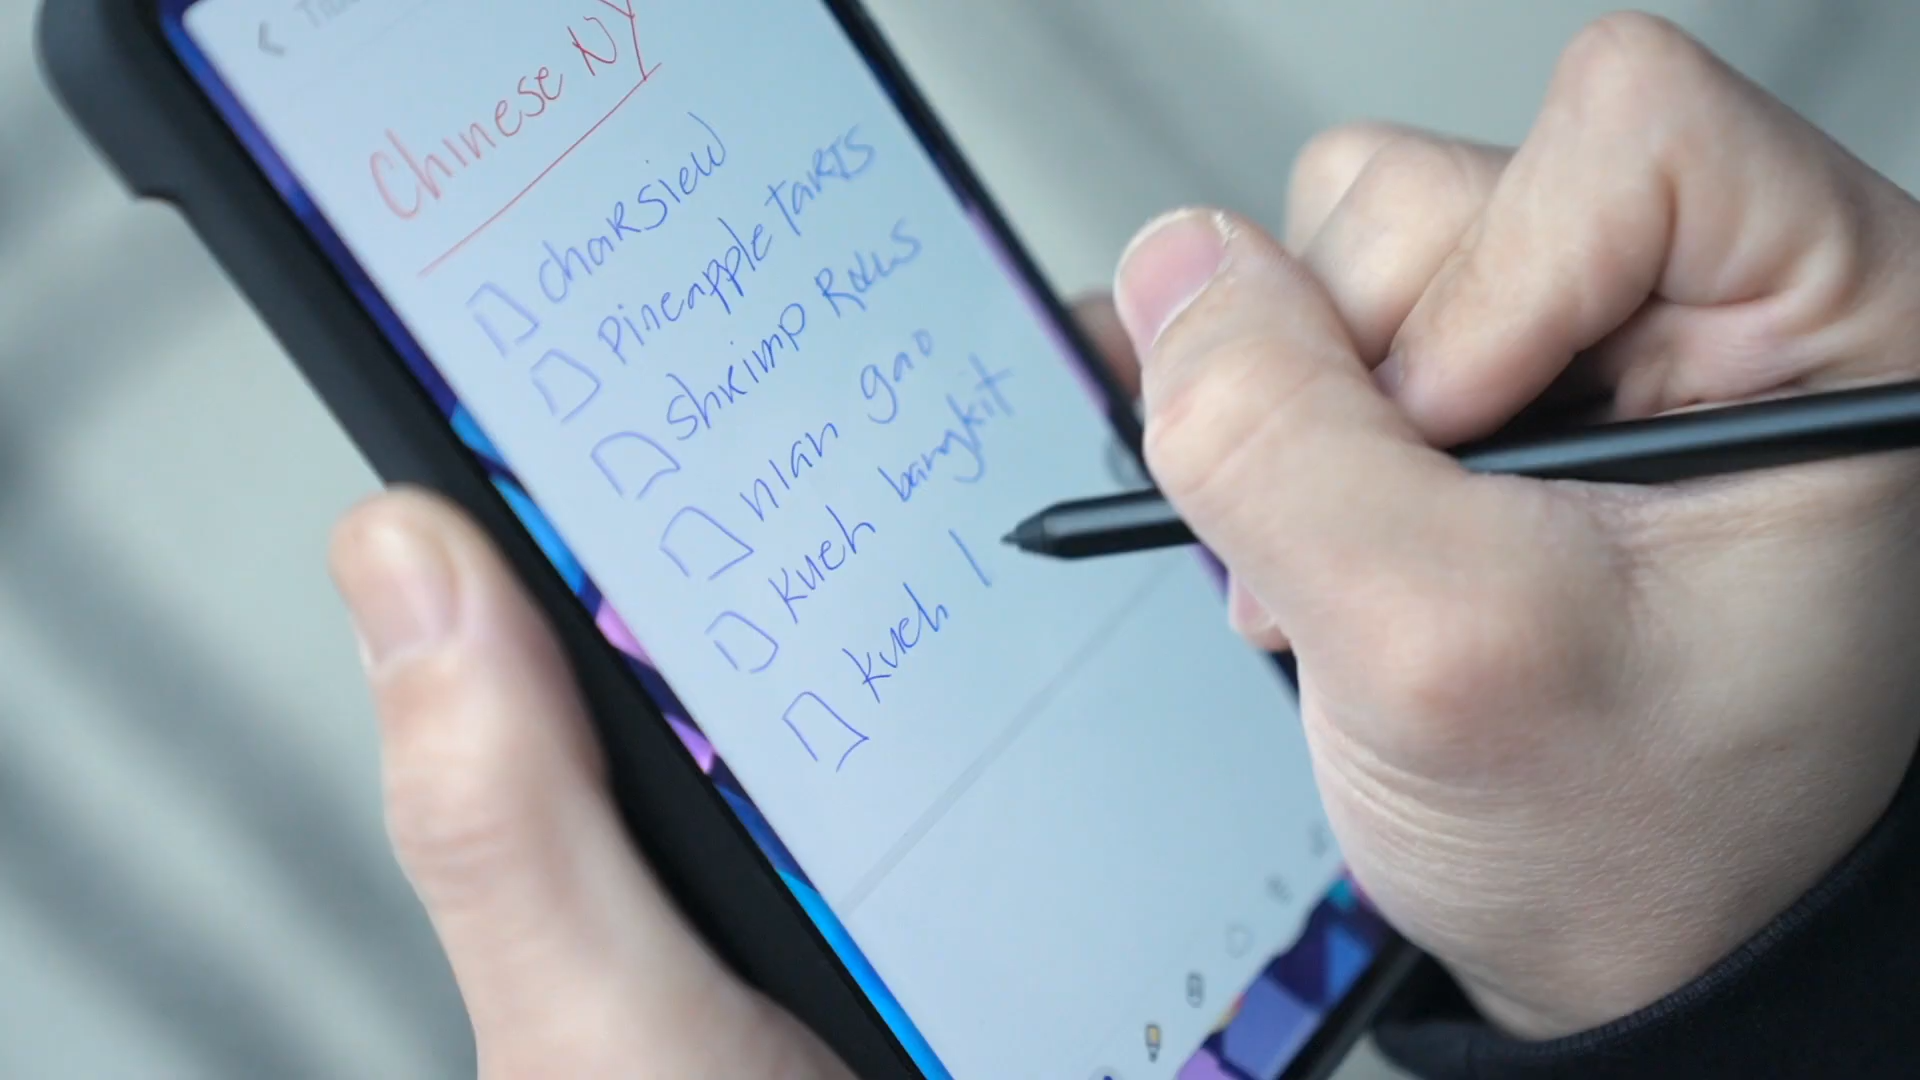 Chinese NY
charsiew
Pineapple tarts
shrimp Rolls
nian gao
kueh bangkit
kueh l